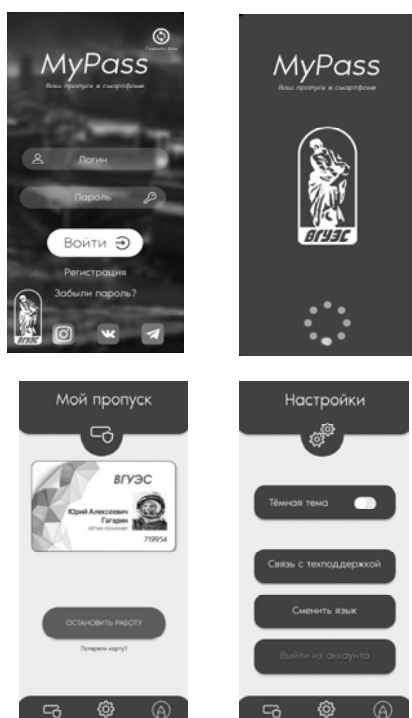 Сменить фон
MyPass
Ваш пропуск в смартфоне
Логин
Пароль
Войти
Регистрация
Забыли пароль?
ВГУЭС
MyPass
Ваш пропуск в смартфоне
ВГУЭС
Мой пропуск
ВГУЭС
Юрий Алексеевич
Гагарин
лётчик-космонавт
719954
ОСТАНОВИТЬ РАБОТУ
Потеряли карту?
Настройки
Тёмная тема
Связь с техподдержкой
Сменить язык
Выйти из аккаунта